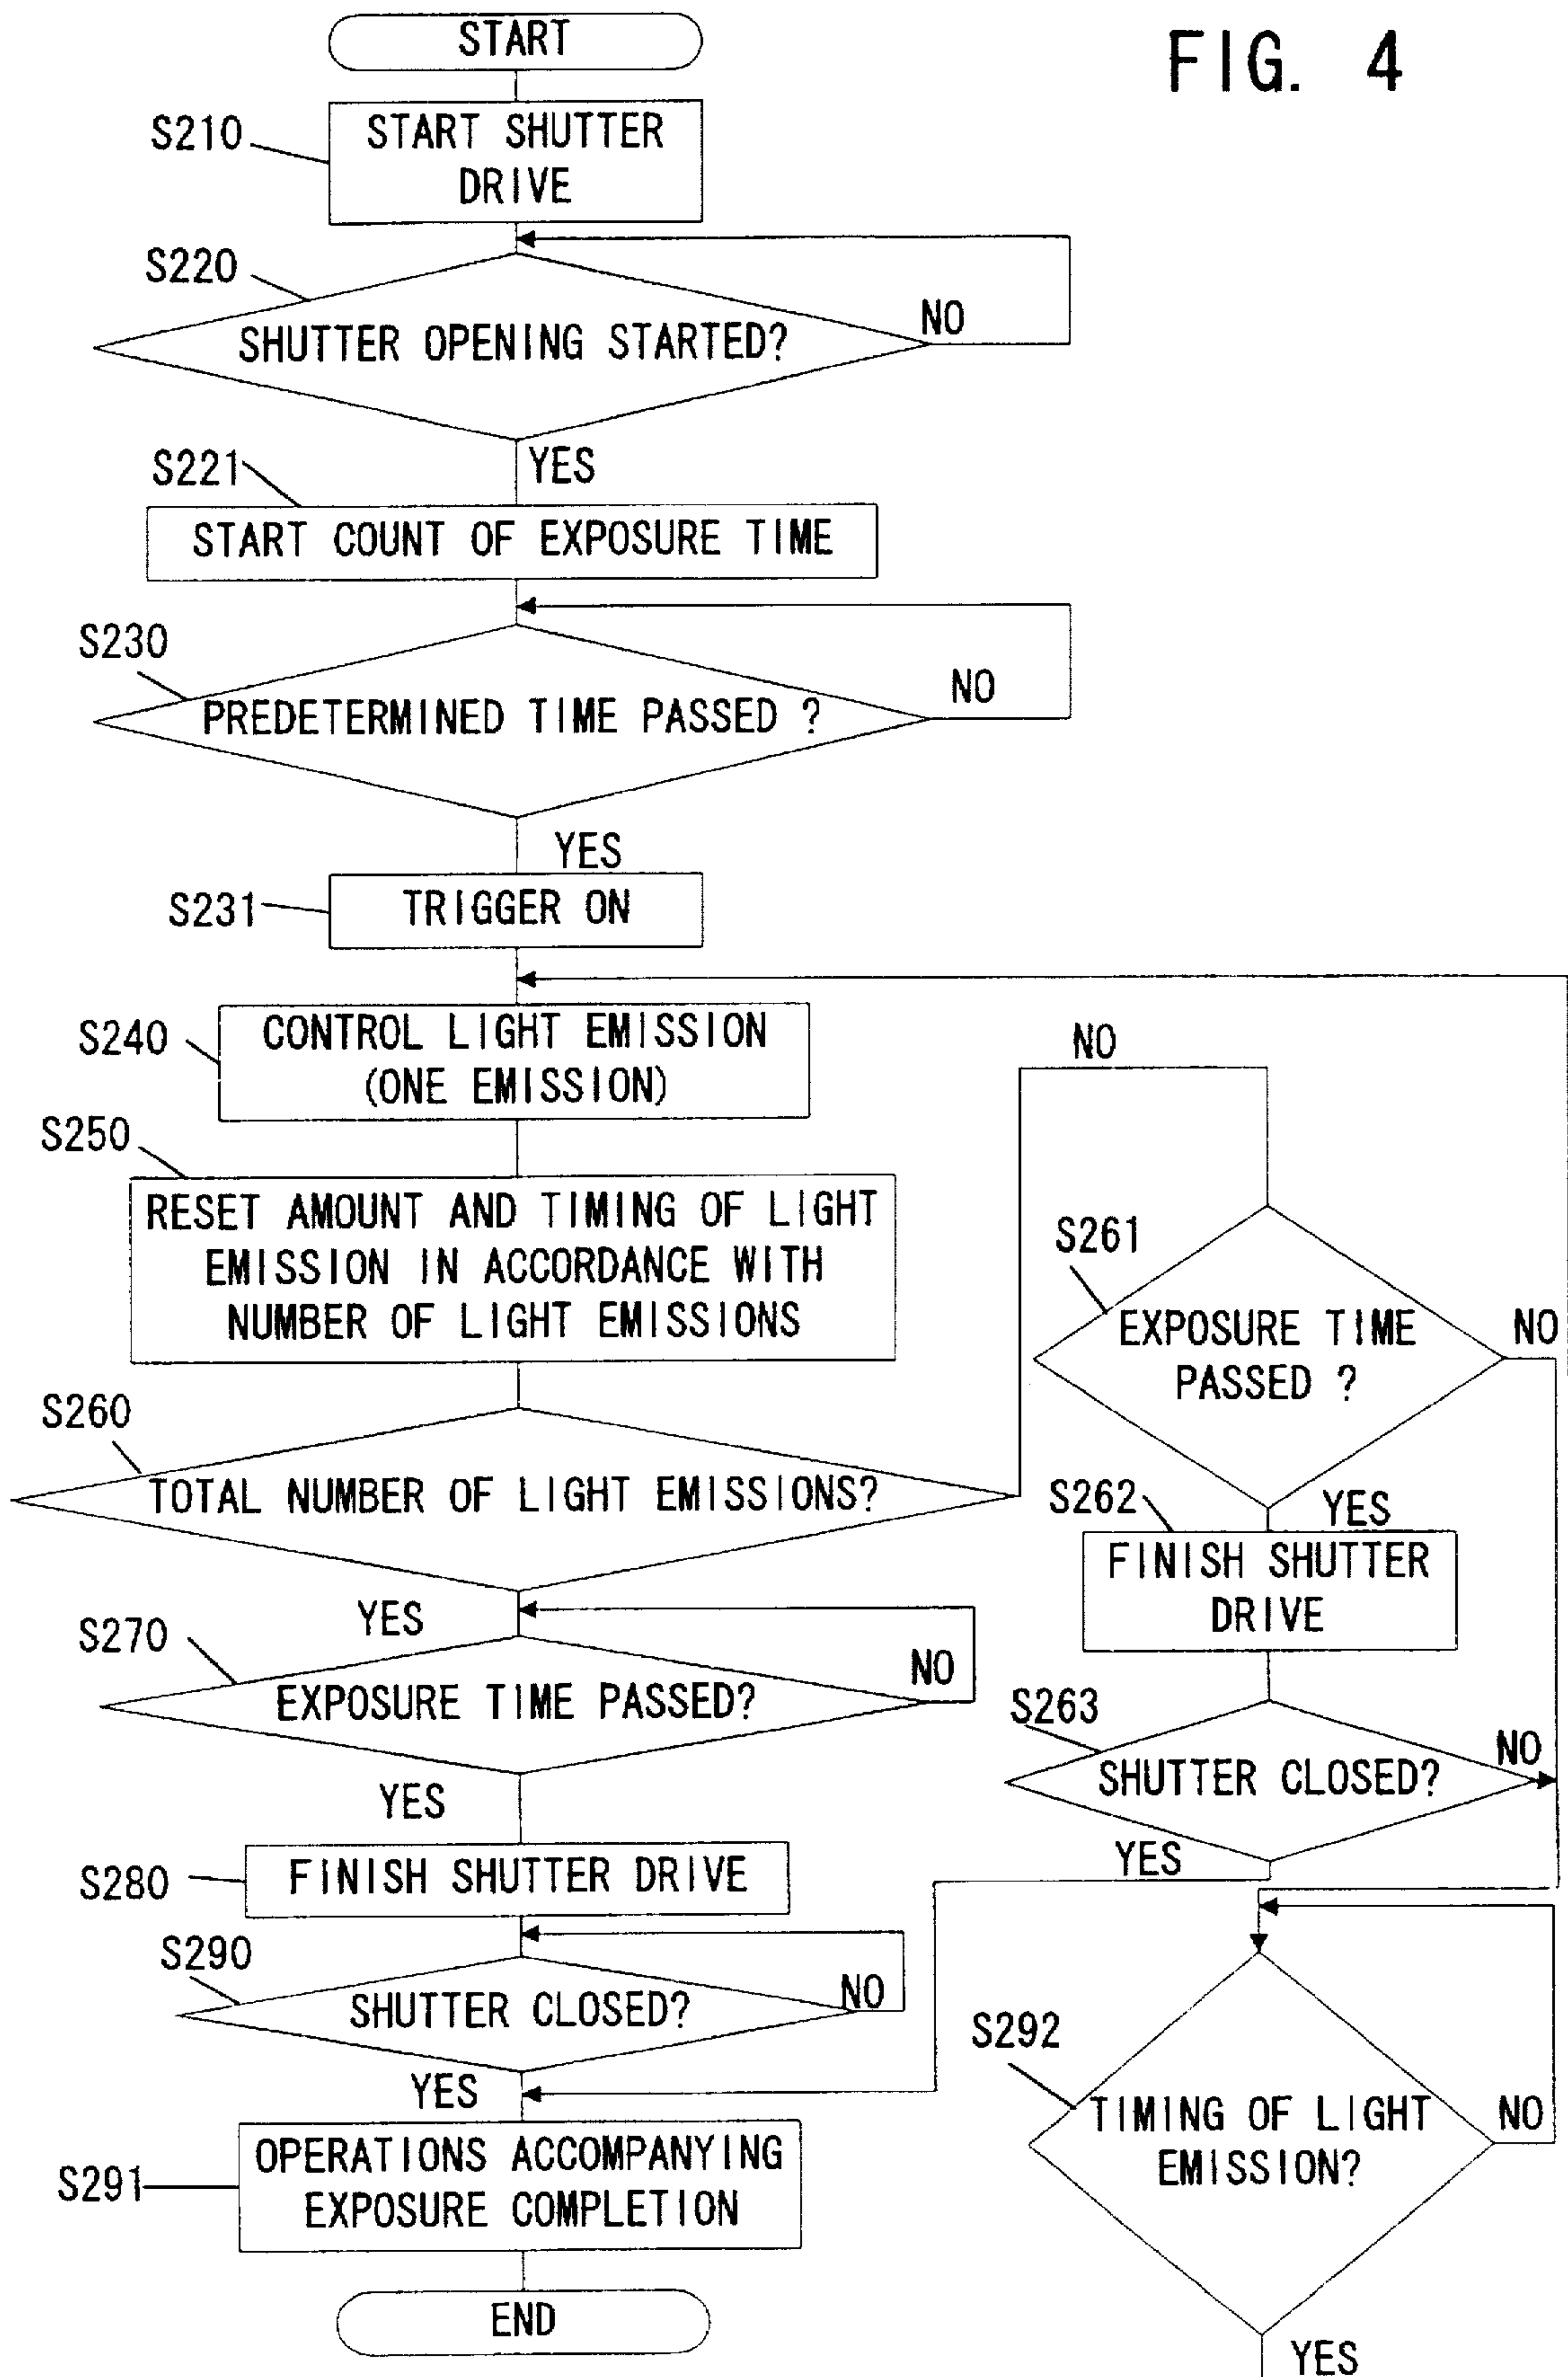 FIG. 4
START
S210
START SHUTTER
DRIVE
S220
SHUTTER OPENING STARTED?
NO
YES
S221
START COUNT OF EXPOSURE TIME
S230
PREDETERMINED TIME PASSED ?
NO
YES
S231
TRIGGER ON
S240
CONTROL LIGHT EMISSION
(ONE EMISSION)
S250
RESET AMOUNT AND TIMING OF LIGHT
EMISSION IN ACCORDANCE WITH
NUMBER OF LIGHT EMISSIONS
S260
TOTAL NUMBER OF LIGHT EMISSIONS?
NO
YES
S261
EXPOSURE TIME
PASSED ?
NO
YES
S262
FINISH SHUTTER
DRIVE
S263
SHUTTER CLOSED?
NO
YES
S270
EXPOSURE TIME PASSED?
NO
YES
S280
FINISH SHUTTER DRIVE
S290
SHUTTER CLOSED?
NO
YES
S291
OPERATIONS ACCOMPANYING
EXPOSURE COMPLETION
END
S292
TIMING OF LIGHT
EMISSION?
NO
YES